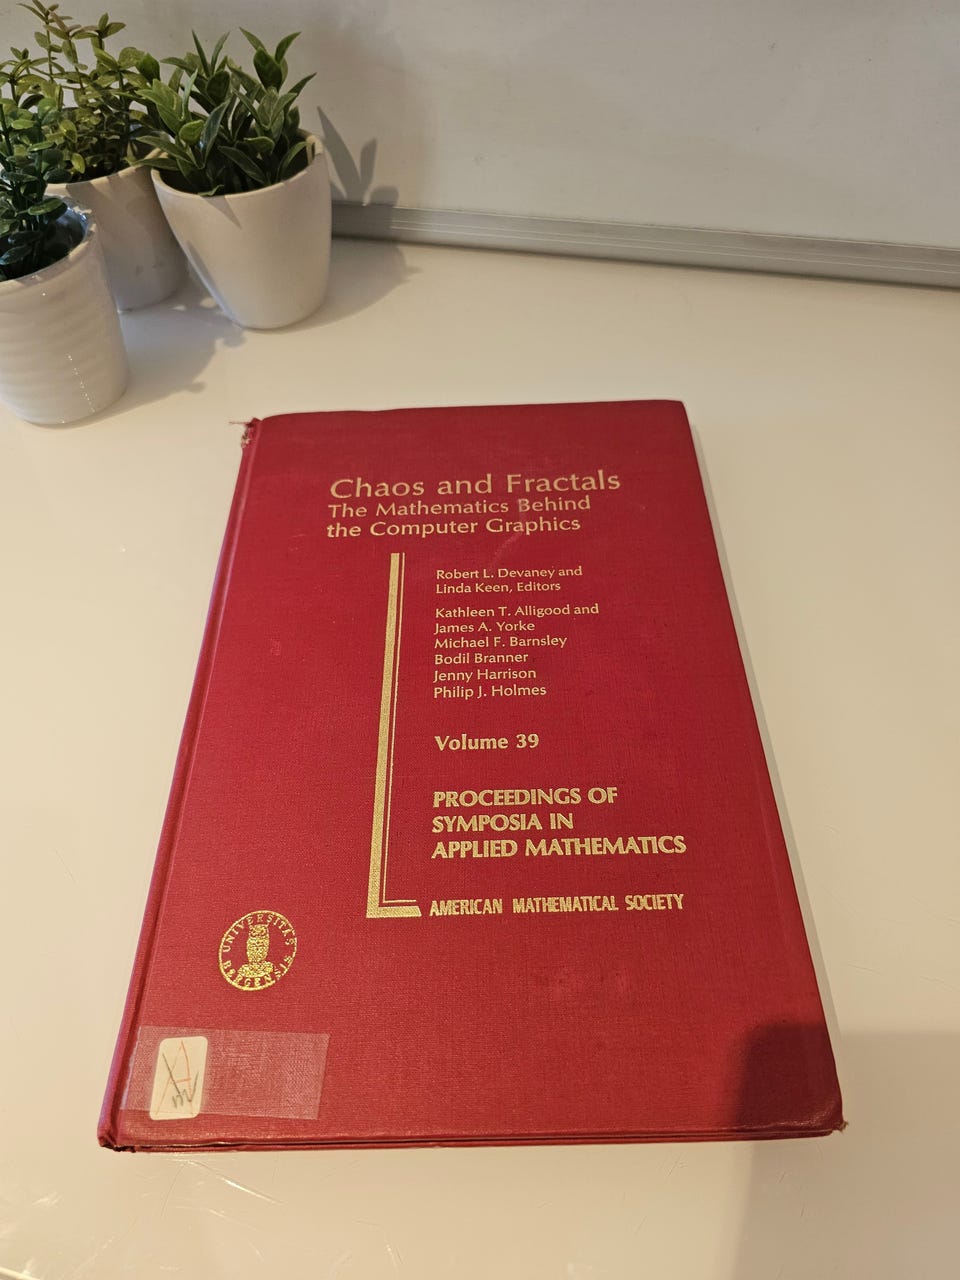 Chaos and Fractals
The Mathematics Behind
the Computer Graphics
Robert L. Devaney and
Linda Keen, Editors
Kathleen T. Alligood and
James A. Yorke
Michael F. Barnsley
Bodil Branner
Jenny Harrison
Philip J. Holmes
Volume 39
PROCEEDINGS OF
SYMPOSIA IN
APPLIED MATHEMATICS
AMERICAN MATHEMATICAL SOCIETY
UNIVERSITAS
BERGENSIS